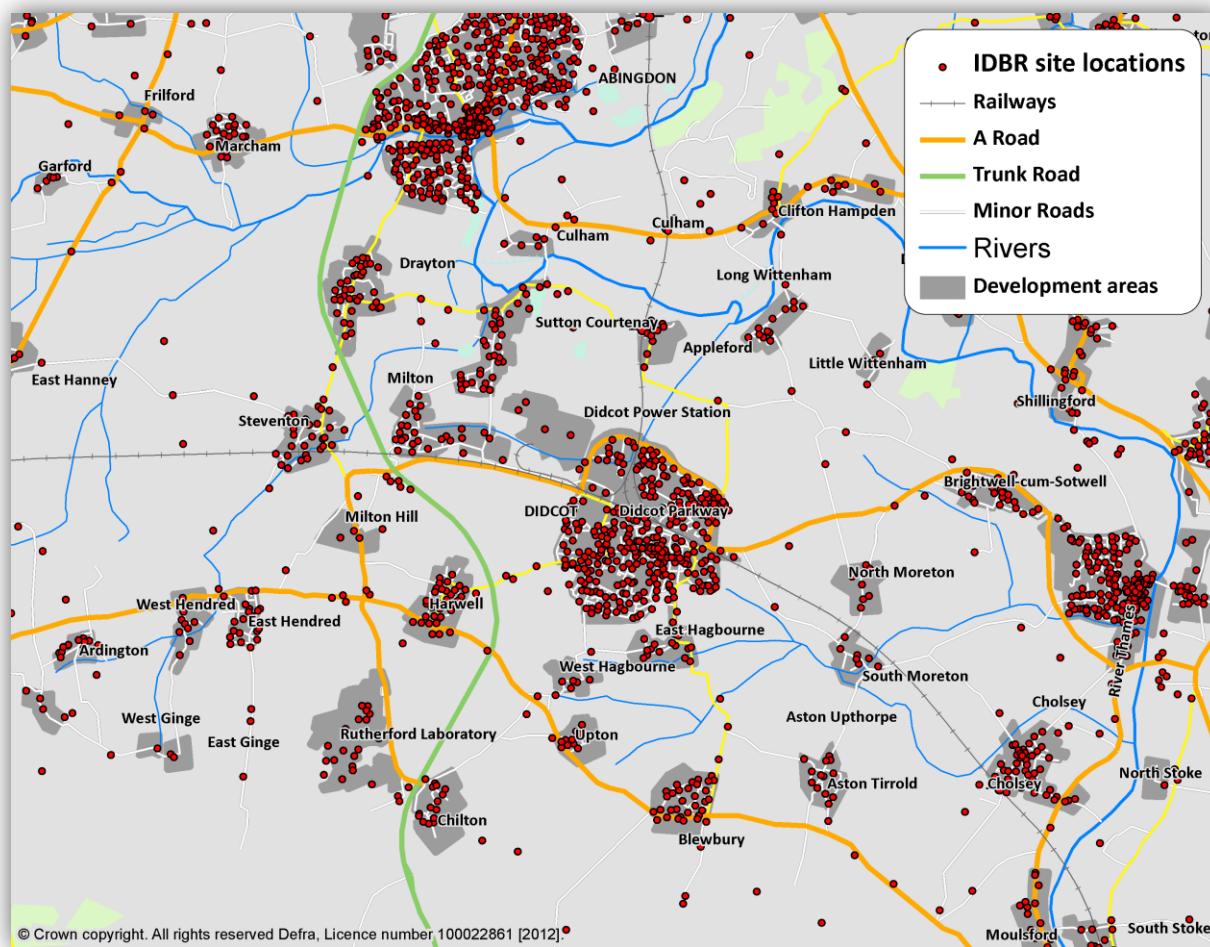 IDBR site locations
Railways
A Road
Trunk Road
Minor Roads
Rivers
Development areas
ABINGDON
Frilford
Marcham
Garford
Clifton Hampden
Culham
Culham
Drayton
Long Wittenham
Sutton Courtenay
Appleford
Little Wittenham
East Hanney
Milton
Shillingford
Didcot Power Station
Steventon
Brightwell-cum-Sotwell
DIDCOT
Didcot Parkway
Milton Hill
North Moreton
West Hendred
Harwell
East Hendred
East Hagbourne
Ardington
West Hagbourne
South Moreton
River Thames
Cholsey
West Ginge
Aston Upthorpe
East Ginge
Rutherford Laboratory
Upton
North Stoke
Aston Tirrold
Cholsey
Chilton
Blewbury
South Stoke
Moulsford
© Crown copyright. All rights reserved Defra, Licence number 100022861 [2012].